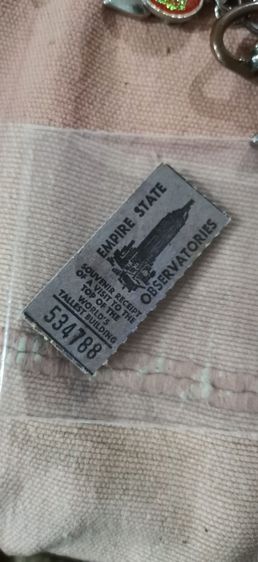 EMPIRE STATE
OBSERVATORIES
SOUVENIR RECEIPT
OF A VISIT TO THE
TOP OF THE
WORLD'S
TALLEST BUILDING
534788